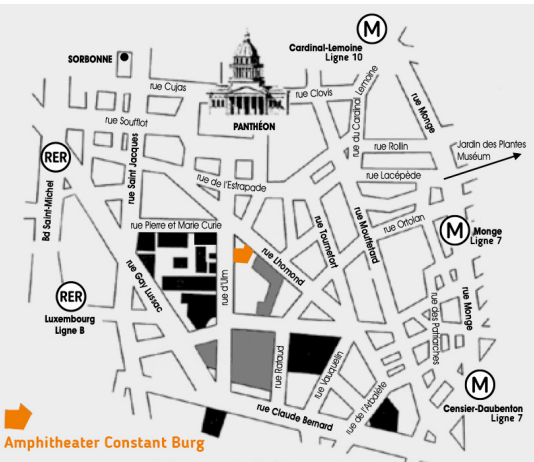 M
Cardinal-Lemoine
Ligne 10
SORBONNE
rue Cujas
rue Clovis
rue du Cardinal Lemoine
rue Monge
rue Soufflot
PANTHÉON
RER
rue Saint Jacques
rue Rollin
Jardin des Plantes
Muséum
rue Lacépède
rue de l'Estrapade
Bd Saint-Michel
rue Pierre et Marie Curie
rue Lhomond
rue Tournefort
rue Mouffetard
rue Ortolan
M
Monge
Ligne 7
rue Gay Lussac
rue d'Ulm
RER
Luxembourg
Ligne B
rue des Patriarches
rue Monge
rue Rataud
rue Vauquelin
rue de l'Arbalète
M
Censier-Daubenton
Ligne 7
rue Claude Bernard
Amphitheater Constant Burg